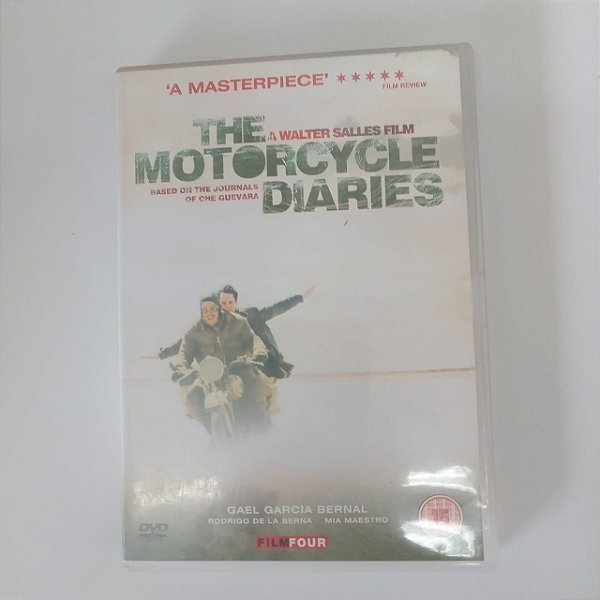 'A MASTERPIECE' ★★★★★
FILM REVIEW
THE
A WALTER SALLES FILM
MOTORCYCLE
BASED ON THE JOURNALS
OF CHE GUEVARA
DIARIES
GAEL GARCIA BERNAL
RODRIGO DE LA SERNA MIA MAESTRO
DVD
FILMFOUR
15